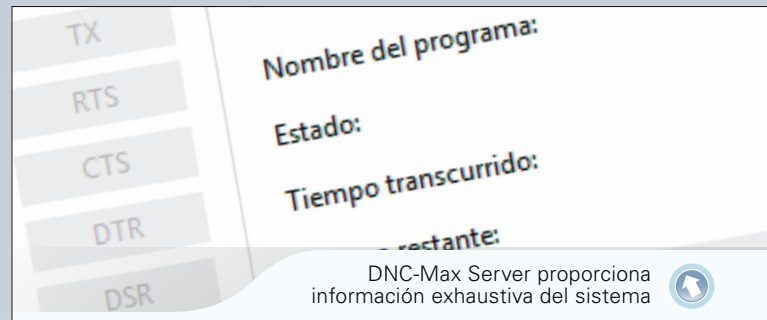 TX
RTS
CTS
DTR
DSR
Nombre del programa:
Estado:
Tiempo transcurrido:
restante:
DNC-Max Server proporciona
información exhaustiva del sistema